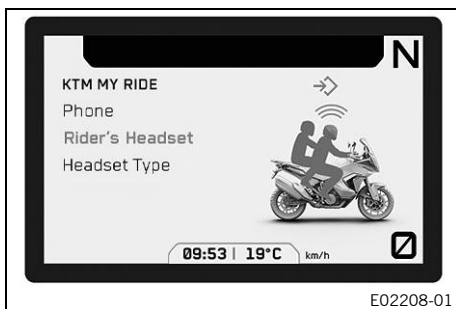 N
KTM MY RIDE
Phone
Rider's Headset
Headset Type
09:53 | 19°C km/h
E02208-01